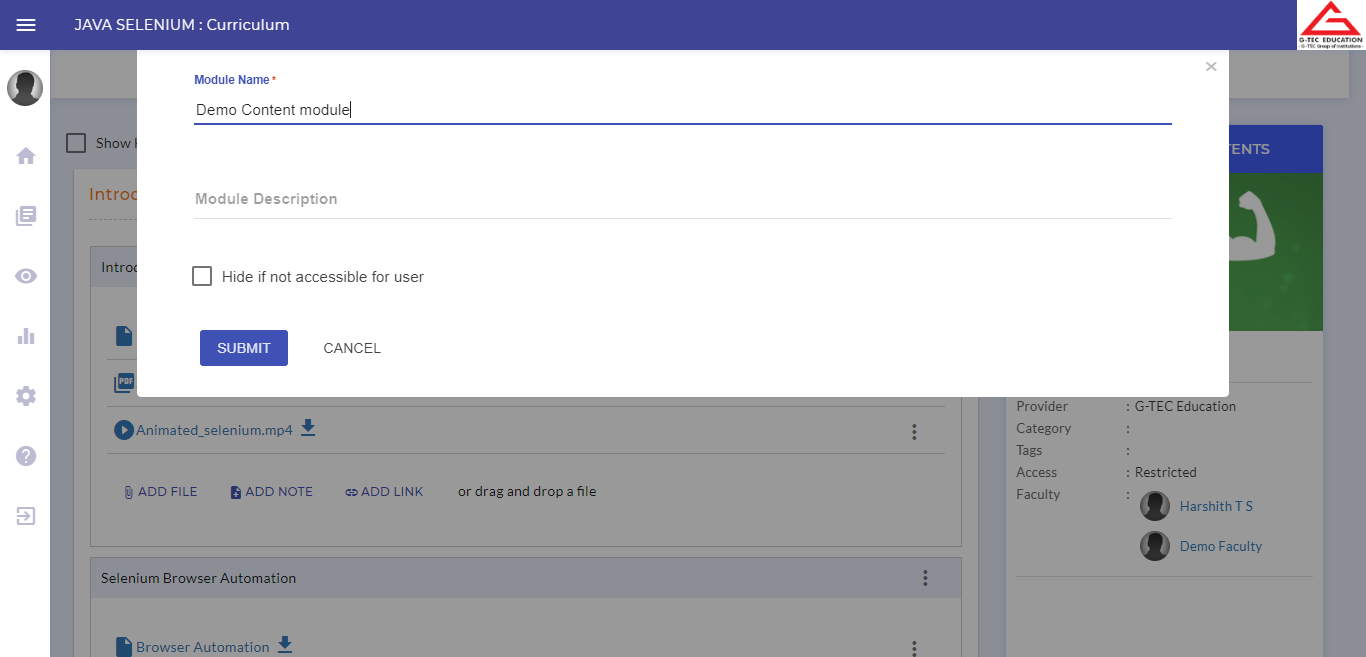 JAVA SELENIUM : Curriculum
G-TEC EDUCATION
- G-TEC Group of Institutions -
×
Module Name *
Demo Content module
Show
TENTS
Module Description
Introd
Introd
Hide if not accessible for user
SUBMIT CANCEL
PDF
Provider : G-TEC Education
Category :
Tags :
Access : Restricted
Faculty :
Harshith T S
Demo Faculty
Animated_selenium.mp4
ADD FILE ADD NOTE ADD LINK or drag and drop a file
Selenium Browser Automation
Browser Automation